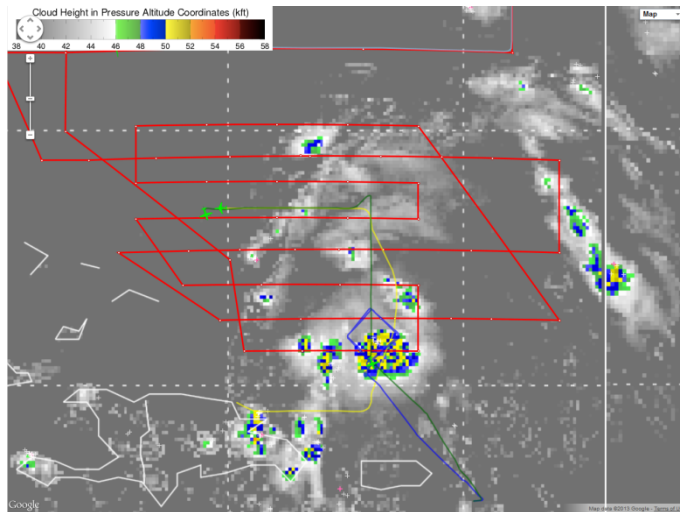 Cloud Height in Pressure Altitude Coordinates (kft)
38 40 42 44 46 48 50 52 54 56 58
Map
Google
Map data ©2013 Google - Terms of U